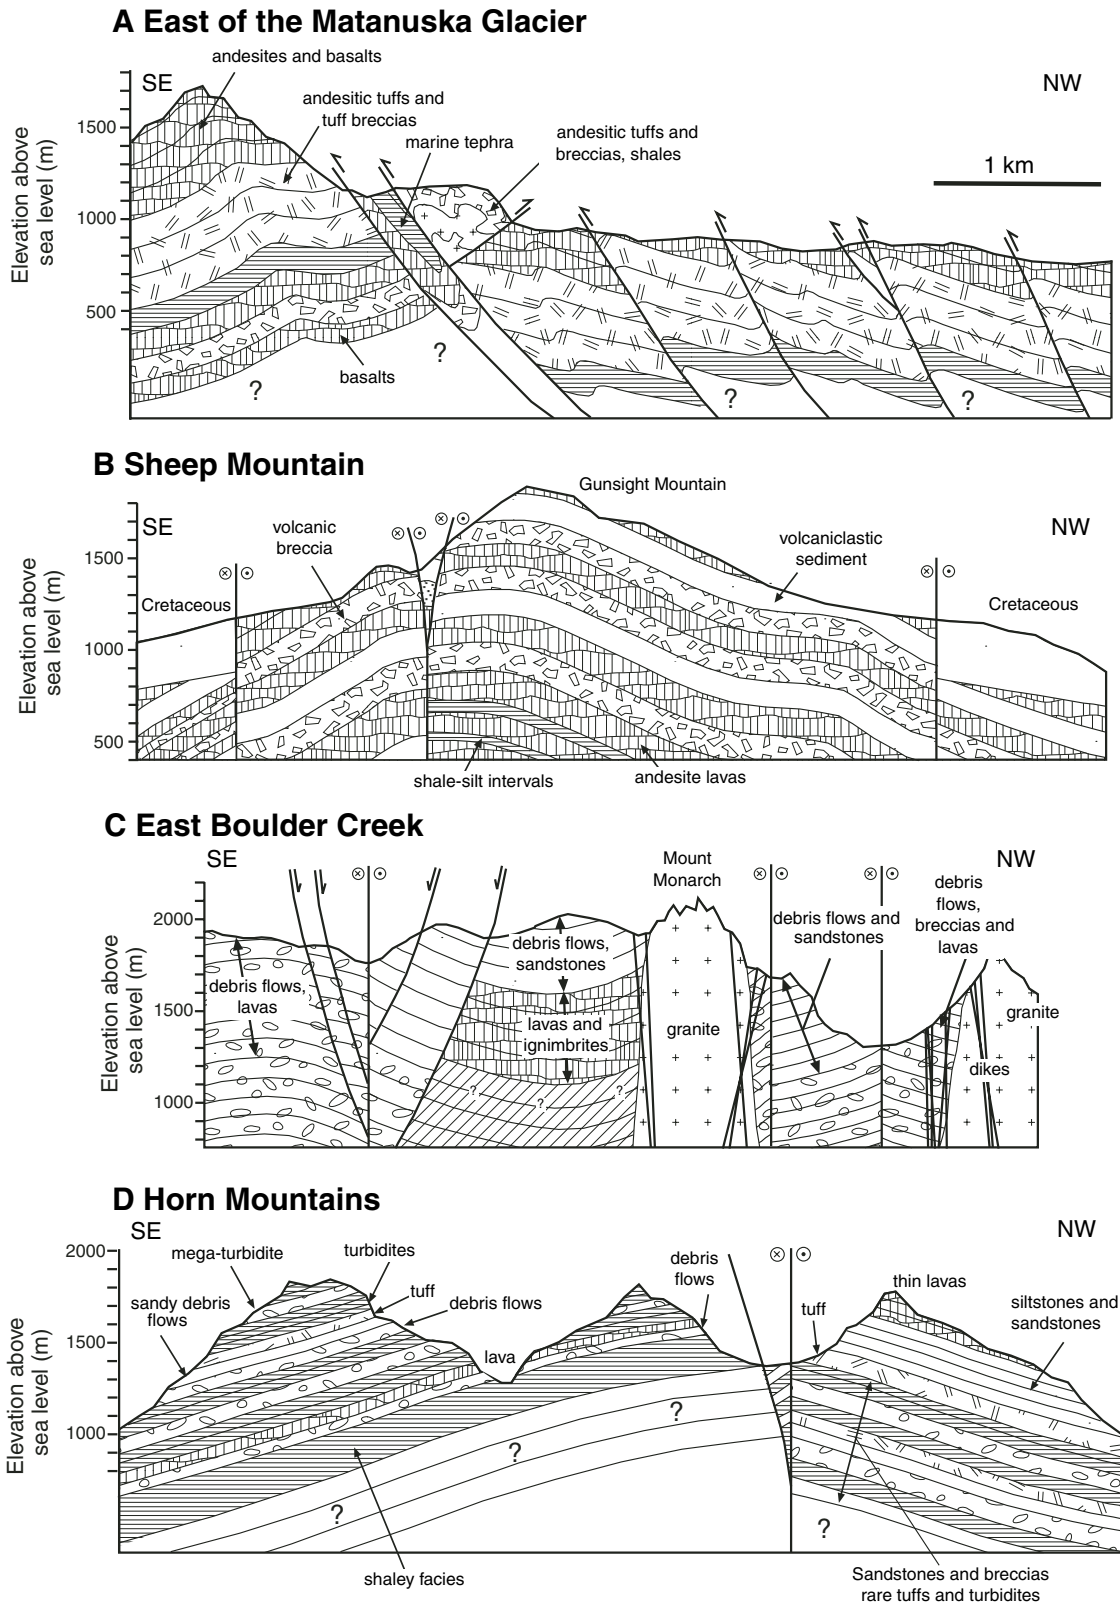 A East of the Matanuska Glacier
andesites and basalts
SE
NW
andesitic tuffs and
tuff breccias
marine tephra
andesitic tuffs and
breccias, shales
1 km
Elevation above
sea level (m)
1500
1000
500
?
basalts
?
?
?
B Sheep Mountain
Gunsight Mountain
SE
NW
volcanic
breccia
volcaniclastic
sediment
Elevation above
sea level (m)
1500
1000
500
Cretaceous
Cretaceous
shale-silt intervals
andesite lavas
C East Boulder Creek
SE
Mount
Monarch
NW
debris
flows,
breccias and
lavas
Elevation above
sea level (m)
2000
1500
1000
debris flows,
lavas
debris flows,
sandstones
lavas and
ignimbrites
granite
debris flows and
sandstones
granite
dikes
?
?
?
D Horn Mountains
SE
NW
Elevation above
sea level (m)
2000
1500
1000
mega-turbidite
turbidites
sandy debris
flows
tuff
debris flows
lava
debris
flows
tuff
thin lavas
siltstones and
sandstones
?
?
?
?
shaley facies
Sandstones and breccias
rare tuffs and turbidites